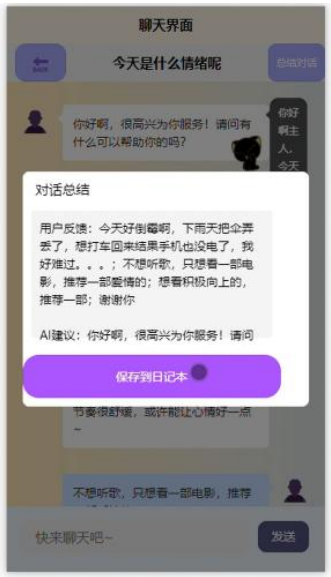 聊天界面
BACK
今天是什么情绪呢
总结对话
你好啊，很高兴为你服务！请问有
什么可以帮助你的吗？
你好
啊主
人，
今天
对话总结
用户反馈：今天好倒霉啊，下雨天把伞弄
丢了，想打车回来结果手机也没电了，我
好难过。。。；不想听歌，只想看一部电
影，推荐一部爱情的；想看积极向上的，
推荐一部；谢谢你
AI建议：你好啊，很高兴为你服务！请问
保存到日记本
节奏很舒缓，或许能让心情好一点
~
不想听歌，只想看一部电影，推荐
快来聊天吧~
发送